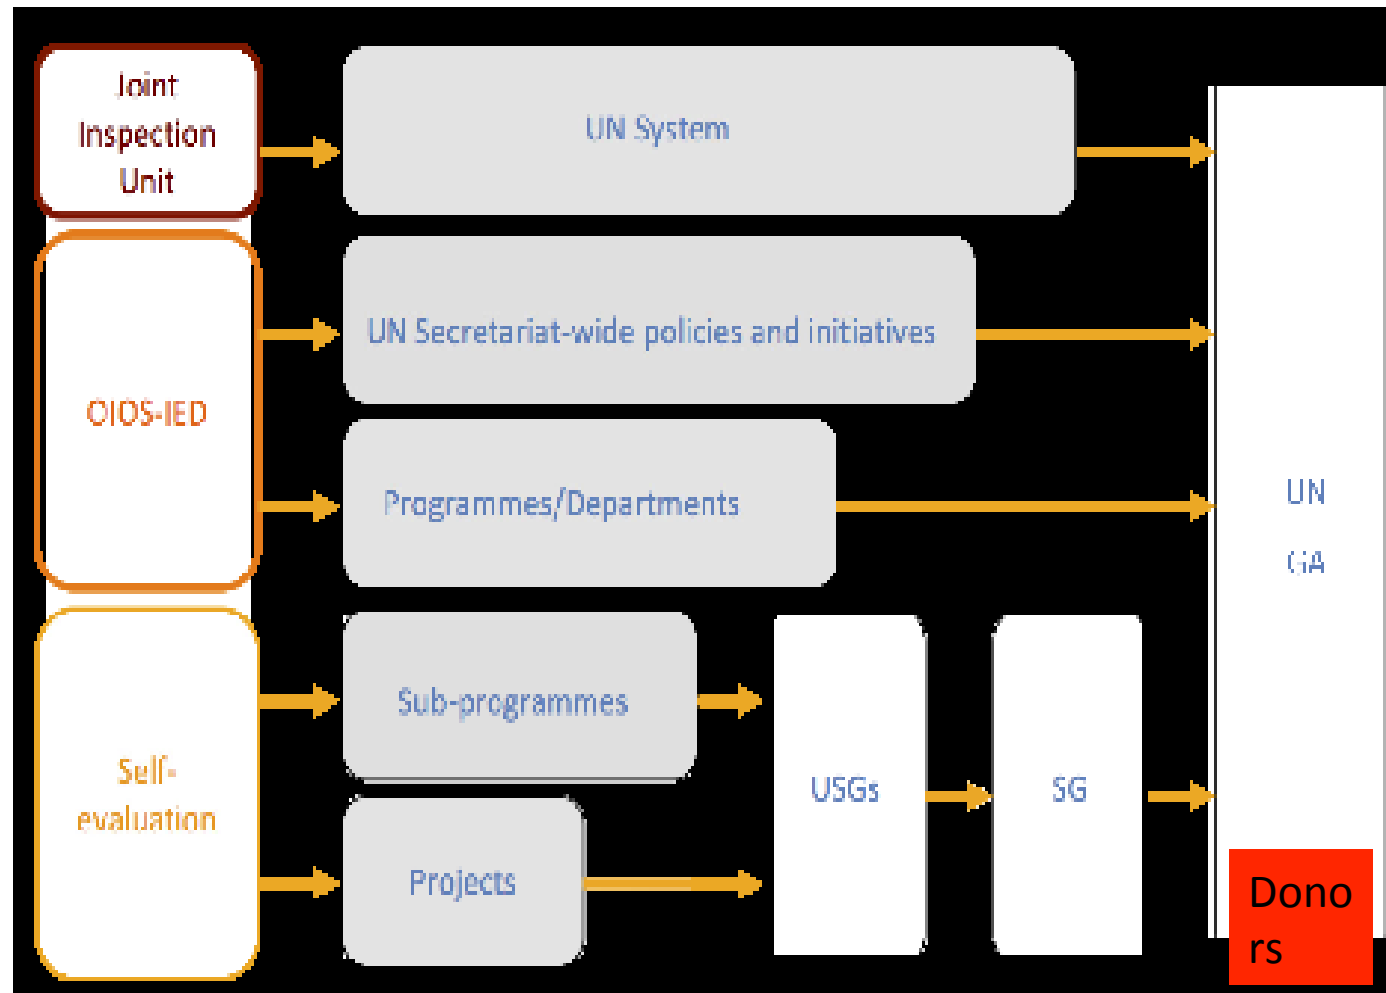 Joint
Inspection
Unit
UN System
UN Secretariat-wide policies and initiatives
OIOS-IED
Programmes/Departments
UN
GA
Sub-programmes
Self-
evaluation
USGs
SG
Projects
Dono
rs